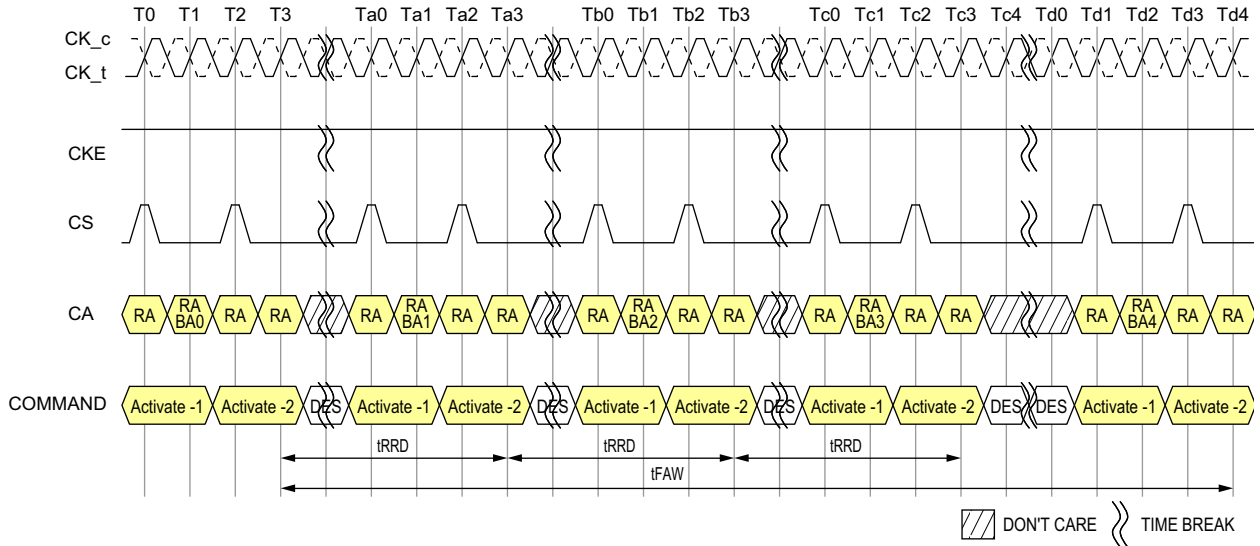 T0 T1 T2 T3 Ta0 Ta1 Ta2 Ta3 Tb0 Tb1 Tb2 Tb3 Tc0 Tc1 Tc2 Tc3 Tc4 Td0 Td1 Td2 Td3 Td4
CK_c
CK_t
CKE
CS
CA RA RA BA0 RA RA RA RA BA1 RA RA RA RA BA2 RA RA RA RA BA3 RA RA RA RA BA4 RA RA
COMMAND Activate -1 Activate -2 DES Activate -1 Activate -2 DES Activate -1 Activate -2 DES Activate -1 Activate -2 DES DES Activate -1 Activate -2
tRRD tRRD tRRD
tFAW
DON'T CARE TIME BREAK